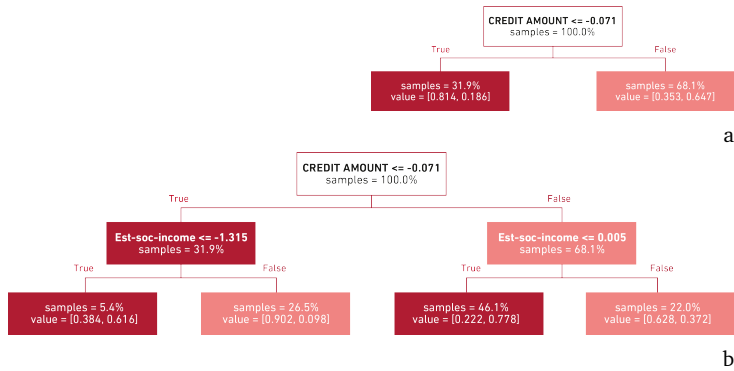 CREDIT AMOUNT <= -0.071
samples = 100.0%
True
False
samples = 31.9%
value = [0.814, 0.186]
samples = 68.1%
value = [0.353, 0.647]
a
CREDIT AMOUNT <= -0.071
samples = 100.0%
True
False
Est-soc-income <= -1.315
samples = 31.9%
Est-soc-income <= 0.005
samples = 68.1%
True
False
True
False
samples = 5.4%
value = [0.384, 0.616]
samples = 26.5%
value = [0.902, 0.098]
samples = 46.1%
value = [0.222, 0.778]
samples = 22.0%
value = [0.628, 0.372]
b